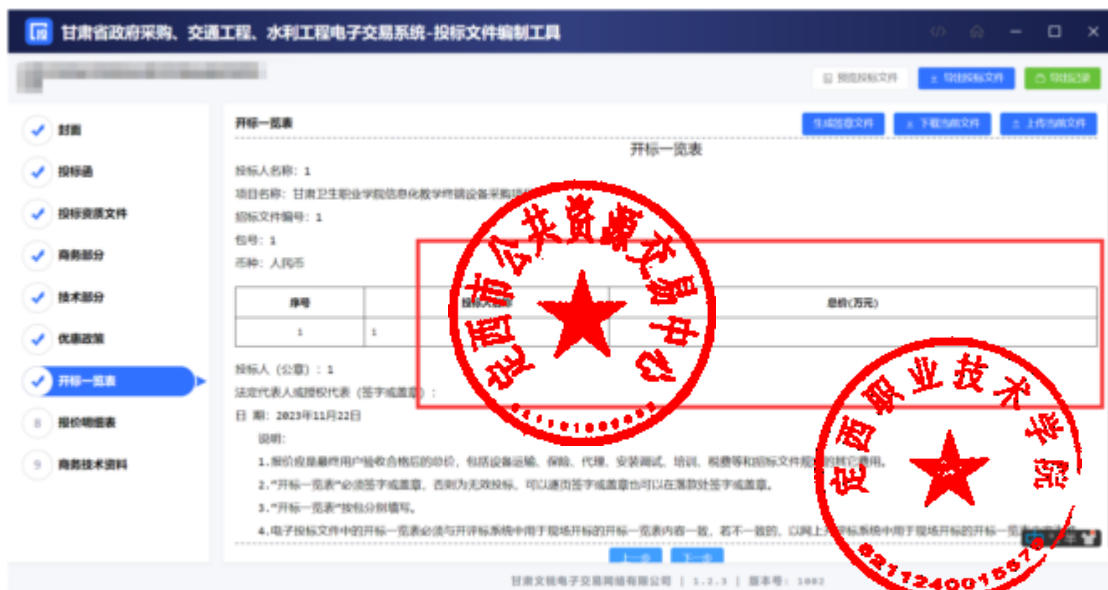 甘肃省政府采购、交通工程、水利工程电子交易系统-投标文件编制工具
预览投标文件
导出投标文件
导出记录
封面
投标函
投标资质文件
商务部分
技术部分
优惠政策
开标一览表
8 报价明细表
9 商务技术资料
开标一览表
生成签章文件
下载当前文件
上传当前文件
开标一览表
投标人名称：1
项目名称：甘肃卫生职业学院信息化教学终端设备采购项
招标文件编号：1
包号：1
币种：人民币
序号 总价(万元)
1 1
投标人（公章）：1
法定代表人或授权代表（签字或盖章）：
日 期：2023年11月22日
说明：
1.报价应是最终用户验收合格后的总价，包括设备运输、保险、代理、安装调试、培训、税费等和招标文件规 的其它费用。
2."开标一览表"必须签字或盖章，否则为无效投标，可以逐页签字或盖章也可以在落款处签字或盖章。
3."开标一览表"按包分别填写。
4.电子投标文件中的开标一览表必须与开评标系统中用于现场开标的开标一览表内容一致，若不一致的，以网上开评标系统中用于现场开标的开标一
上一步
下一步
甘肃文锐电子交易网络有限公司 | 1.2.3 | 版本号：1002
定西市公共资源交易中心
定西职业技术学院